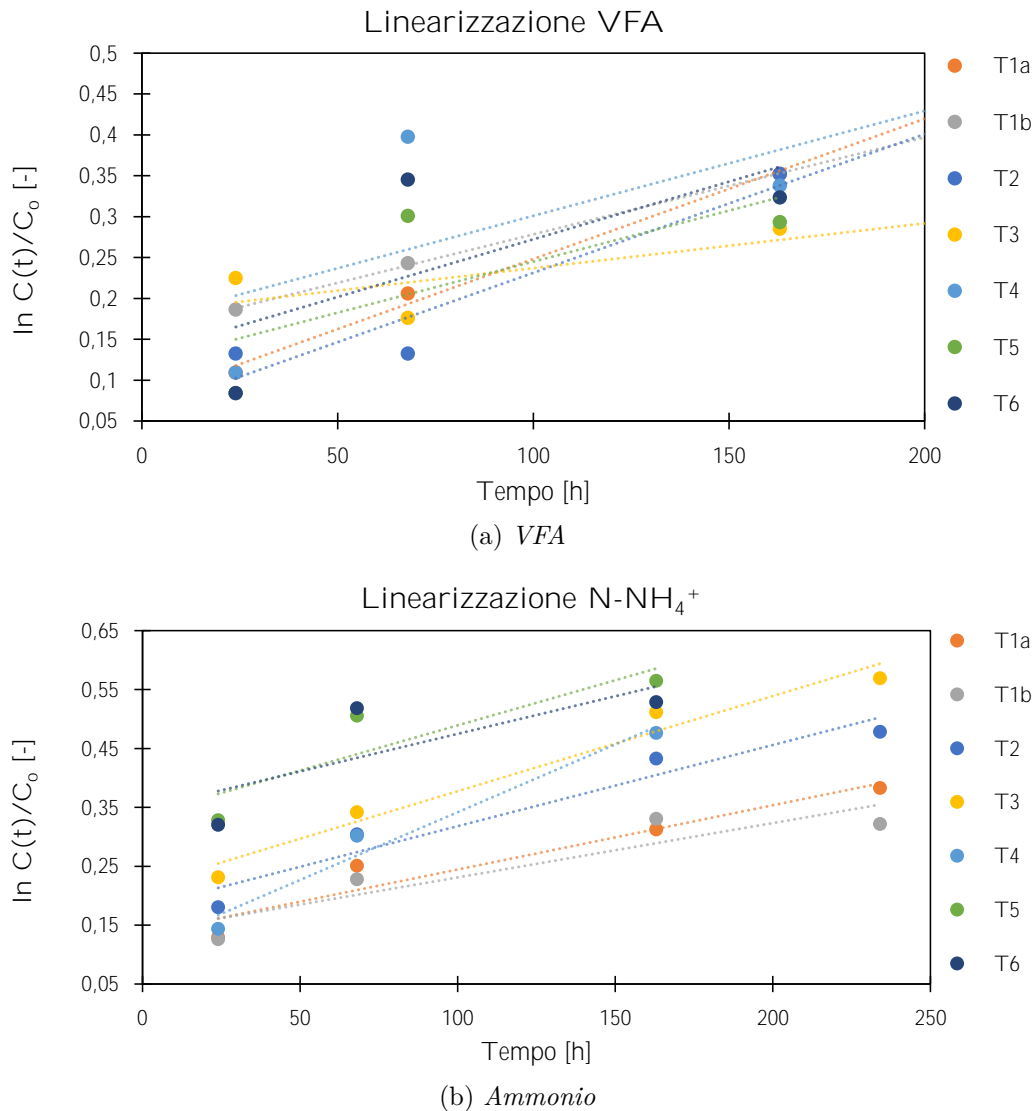 Linearizzazione VFA
0,5
0,45
0,4
0,35
0,3
0,25
0,2
0,15
0,1
0,05
ln C(t)/C₀ [-]
0 50 100 150 200
Tempo [h]
T1a
T1b
T2
T3
T4
T5
T6
(a) VFA
Linearizzazione N-NH₄⁺
0,65
0,55
0,45
0,35
0,25
0,15
0,05
ln C(t)/C₀ [-]
0 50 100 150 200 250
Tempo [h]
T1a
T1b
T2
T3
T4
T5
T6
(b) Ammonio